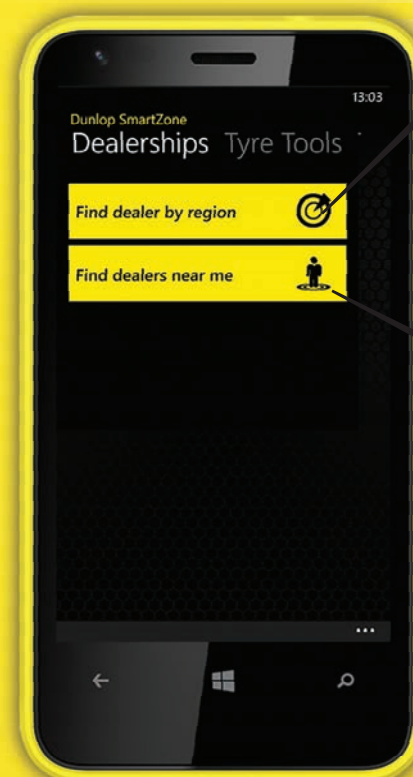 13:03
Dunlop SmartZone
Dealerships Tyre Tools
Find dealer by region
Find dealers near me
...